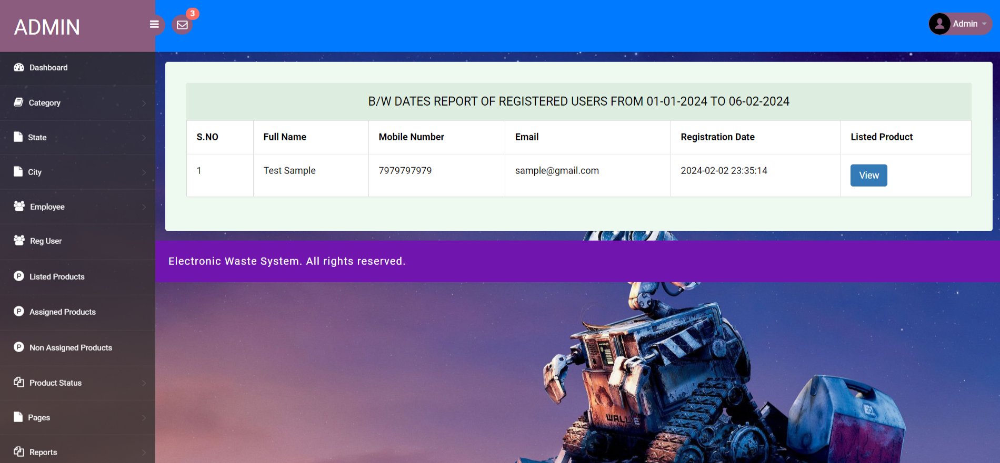 ADMIN
3
Admin
Dashboard
Category
State
City
Employee
Reg User
P Listed Products
P Assigned Products
P Non Assigned Products
Product Status
Pages
Reports
B/W DATES REPORT OF REGISTERED USERS FROM 01-01-2024 TO 06-02-2024
S.NO Full Name Mobile Number Email Registration Date Listed Product
1 Test Sample 7979797979 sample@gmail.com 2024-02-02 23:35:14 View
Electronic Waste System. All rights reserved.
WALL·E